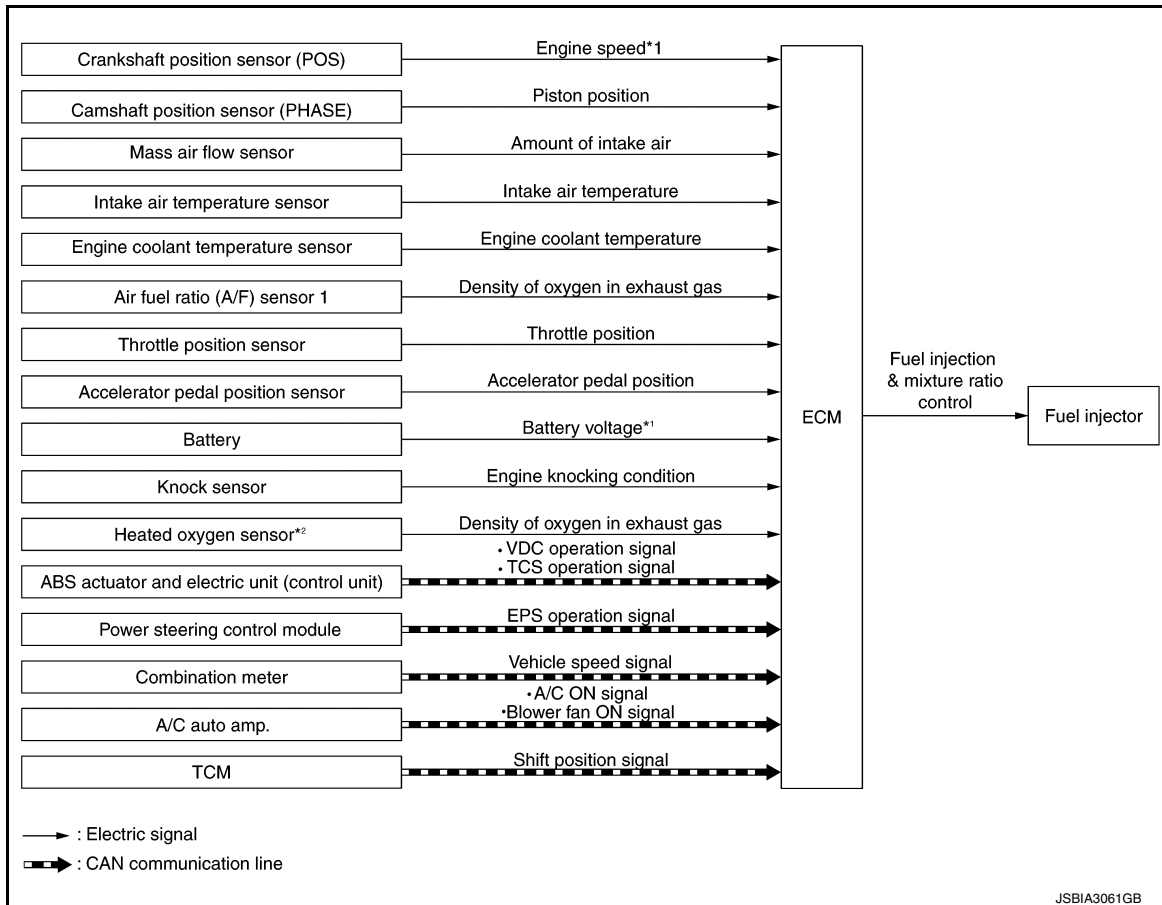 Crankshaft position sensor (POS)
Engine speed*1
Camshaft position sensor (PHASE)
Piston position
Mass air flow sensor
Amount of intake air
Intake air temperature sensor
Intake air temperature
Engine coolant temperature sensor
Engine coolant temperature
Air fuel ratio (A/F) sensor 1
Density of oxygen in exhaust gas
Throttle position sensor
Throttle position
Accelerator pedal position sensor
Accelerator pedal position
Battery
Battery voltage*1
Knock sensor
Engine knocking condition
Heated oxygen sensor*2
Density of oxygen in exhaust gas
ABS actuator and electric unit (control unit)
• VDC operation signal
• TCS operation signal
Power steering control module
EPS operation signal
Combination meter
Vehicle speed signal
A/C auto amp.
• A/C ON signal
• Blower fan ON signal
TCM
Shift position signal
ECM
Fuel injection
& mixture ratio
control
Fuel injector
: Electric signal
: CAN communication line
JSBIA3061GB